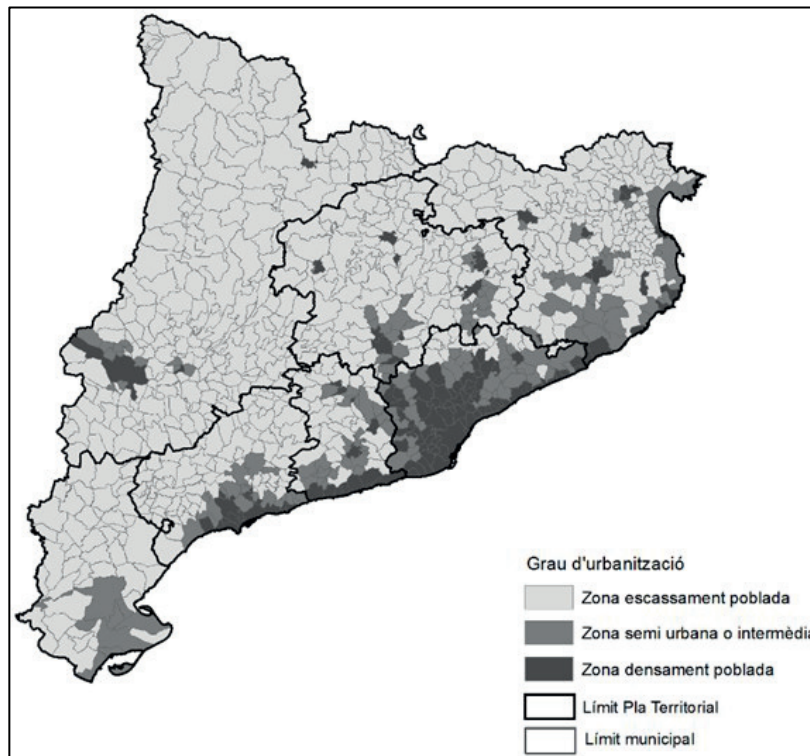 Grau d'urbanització
Zona escassament poblada
Zona semi urbana o intermèdia
Zona densament poblada
Límit Pla Territorial
Límit municipal